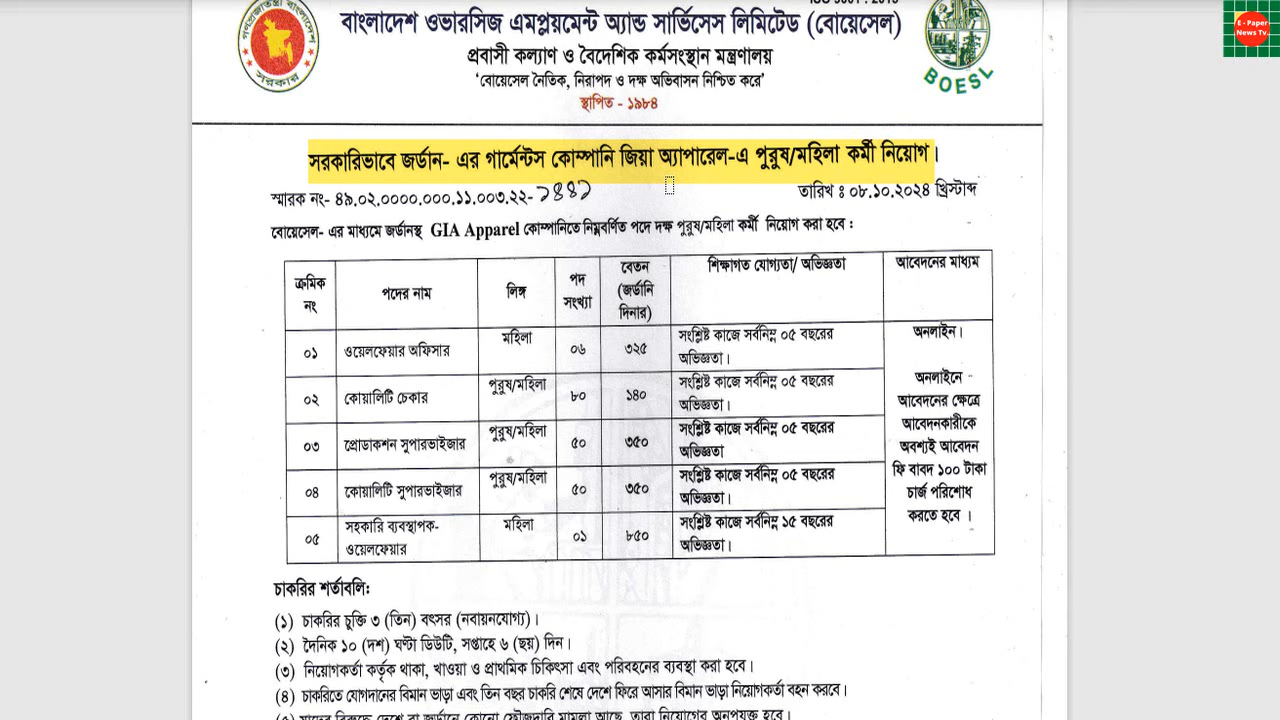 ISO 9001 : 2015
বাংলাদেশ ওভারসিজ এমপ্লয়মেন্ট অ্যান্ড সার্ভিসেস লিমিটেড (বোয়েসেল)
প্রবাসী কল্যাণ ও বৈদেশিক কর্মসংস্থান মন্ত্রণালয়
‘বোয়েসেল নৈতিক, নিরাপদ ও দক্ষ অভিবাসন নিশ্চিত করে’
স্থাপিত - ১৯৮৪
BOESL
E - Paper
News Tv.
সরকারিভাবে জর্ডান- এর গার্মেন্টস কোম্পানি জিয়া অ্যাপারেল-এ পুরুষ/মহিলা কর্মী নিয়োগ।
স্মারক নং- ৪৯.০২.০০০০.০০০.১১.০০৩.২২-১৪৪১ তারিখ ঃ ০৮.১০.২০২৪ খ্রিস্টাব্দ
বোয়েসেল- এর মাধ্যমে জর্ডানস্থ GIA Apparel কোম্পানিতে নিম্নবর্ণিত পদে দক্ষ পুরুষ/মহিলা কর্মী নিয়োগ করা হবে :
ক্রমিক
নং
পদের নাম
লিঙ্গ
পদ
সংখ্যা
বেতন
(জর্ডানি
দিনার)
শিক্ষাগত যোগ্যতা/ অভিজ্ঞতা
আবেদনের মাধ্যম
০১ ওয়েলফেয়ার অফিসার মহিলা ০৬ ৩২৫ সংশ্লিষ্ট কাজে সর্বনিম্ন ০৫ বছরের
অভিজ্ঞতা।
০২ কোয়ালিটি চেকার পুরুষ/মহিলা ৮০ ১৪০ সংশ্লিষ্ট কাজে সর্বনিম্ন ০৫ বছরের
অভিজ্ঞতা।
০৩ প্রোডাকশন সুপারভাইজার পুরুষ/মহিলা ৫০ ৩৫০ সংশ্লিষ্ট কাজে সর্বনিম্ন ০৫ বছরের
অভিজ্ঞতা
০৪ কোয়ালিটি সুপারভাইজার পুরুষ/মহিলা ৫০ ৩৫০ সংশ্লিষ্ট কাজে সর্বনিম্ন ০৫ বছরের
অভিজ্ঞতা।
০৫ সহকারি ব্যবস্থাপক-
ওয়েলফেয়ার মহিলা ০১ ৮৫০ সংশ্লিষ্ট কাজে সর্বনিম্ন ১৫ বছরের
অভিজ্ঞতা।
অনলাইন।
অনলাইনে
আবেদনের ক্ষেত্রে
আবেদনকারীকে
অবশ্যই আবেদন
ফি বাবদ ১০০ টাকা
চার্জ পরিশোধ
করতে হবে ।
চাকরির শর্তাবলি:
(১) চাকরির চুক্তি ৩ (তিন) বৎসর (নবায়নযোগ্য)।
(২) দৈনিক ১০ (দশ) ঘণ্টা ডিউটি, সপ্তাহে ৬ (ছয়) দিন।
(৩) নিয়োগকর্তা কর্তৃক থাকা, খাওয়া ও প্রাথমিক চিকিৎসা এবং পরিবহনের ব্যবস্থা করা হবে।
(৪) চাকরিতে যোগদানের বিমান ভাড়া এবং তিন বছর চাকরি শেষে দেশে ফিরে আসার বিমান ভাড়া নিয়োগকর্তা বহন করবে।